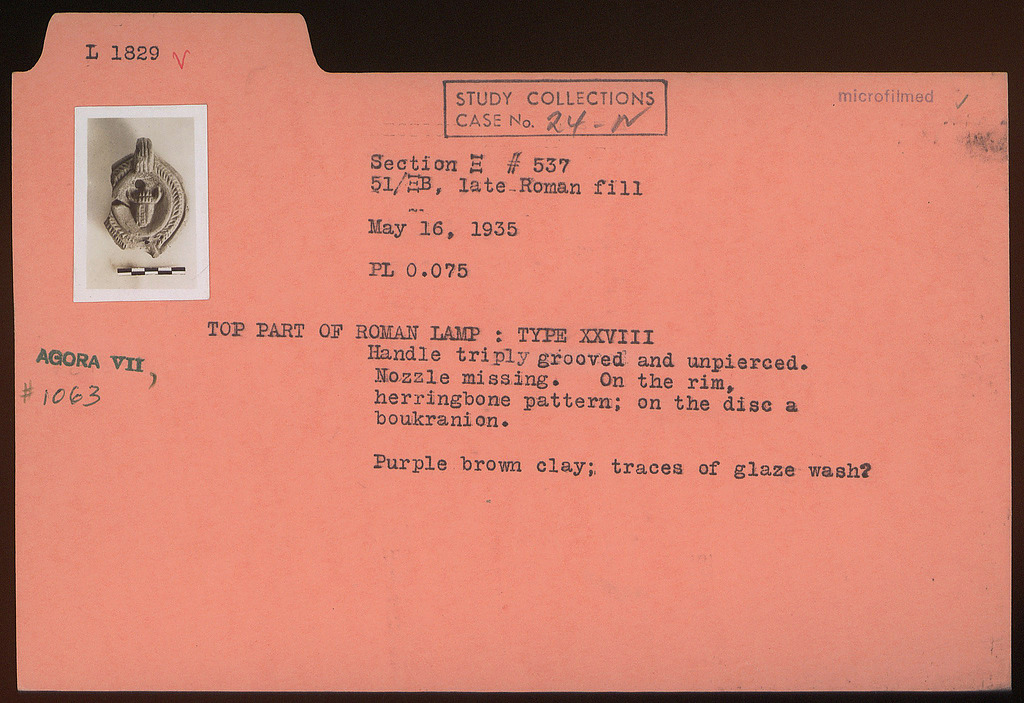 L 1829 √
STUDY COLLECTIONS
CASE No. 24-N
microfilmed ✓
Section Ξ # 537
51/ΞB, late Roman fill
May 16, 1935
PL 0.075
TOP PART OF ROMAN LAMP : TYPE XXVIII
Handle triply grooved and unpierced.
Nozzle missing. On the rim,
herringbone pattern; on the disc a
boukranion.
Purple brown clay; traces of glaze wash?
AGORA VII,
#1063